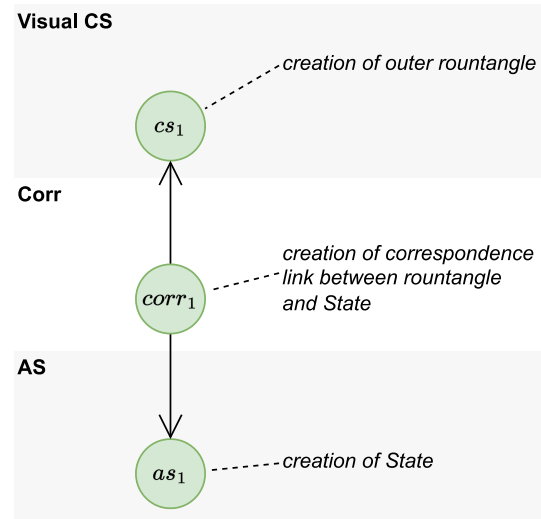 Visual CS
creation of outer rountangle
cs₁
Corr
creation of correspondence
link between rountangle
and State
corr₁
AS
creation of State
as₁